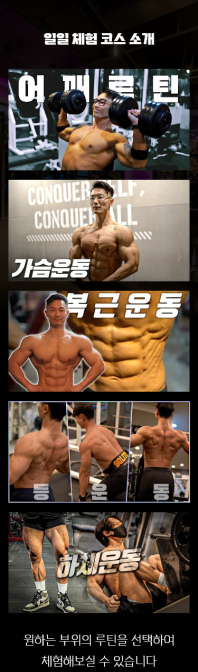 일일 체험 코스 소개
어깨루틴
CONQUER SELF,
CONQUER ALL
가슴운동
복근운동
등 운 동
하체운동
원하는 부위의 루틴을 선택하여
체험해보실 수 있습니다